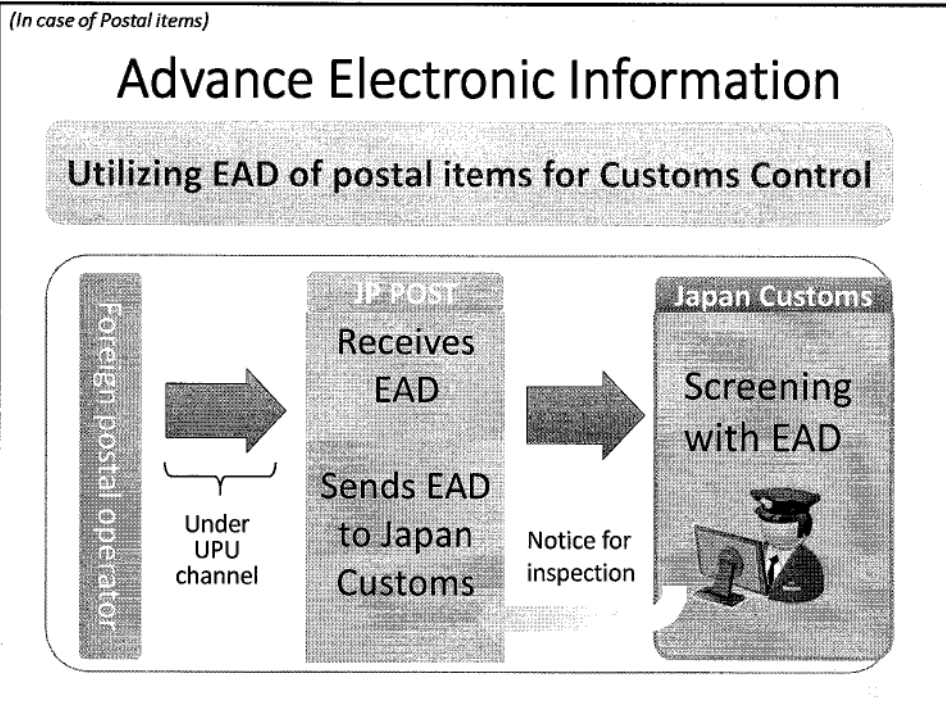 (In case of Postal items)
Advance Electronic Information
Utilizing EAD of postal items for Customs Control
Foreign postal operator
Under
UPU
channel
JP POST
Receives
EAD
Sends EAD
to Japan
Customs
Notice for
inspection
Japan Customs
Screening
with EAD